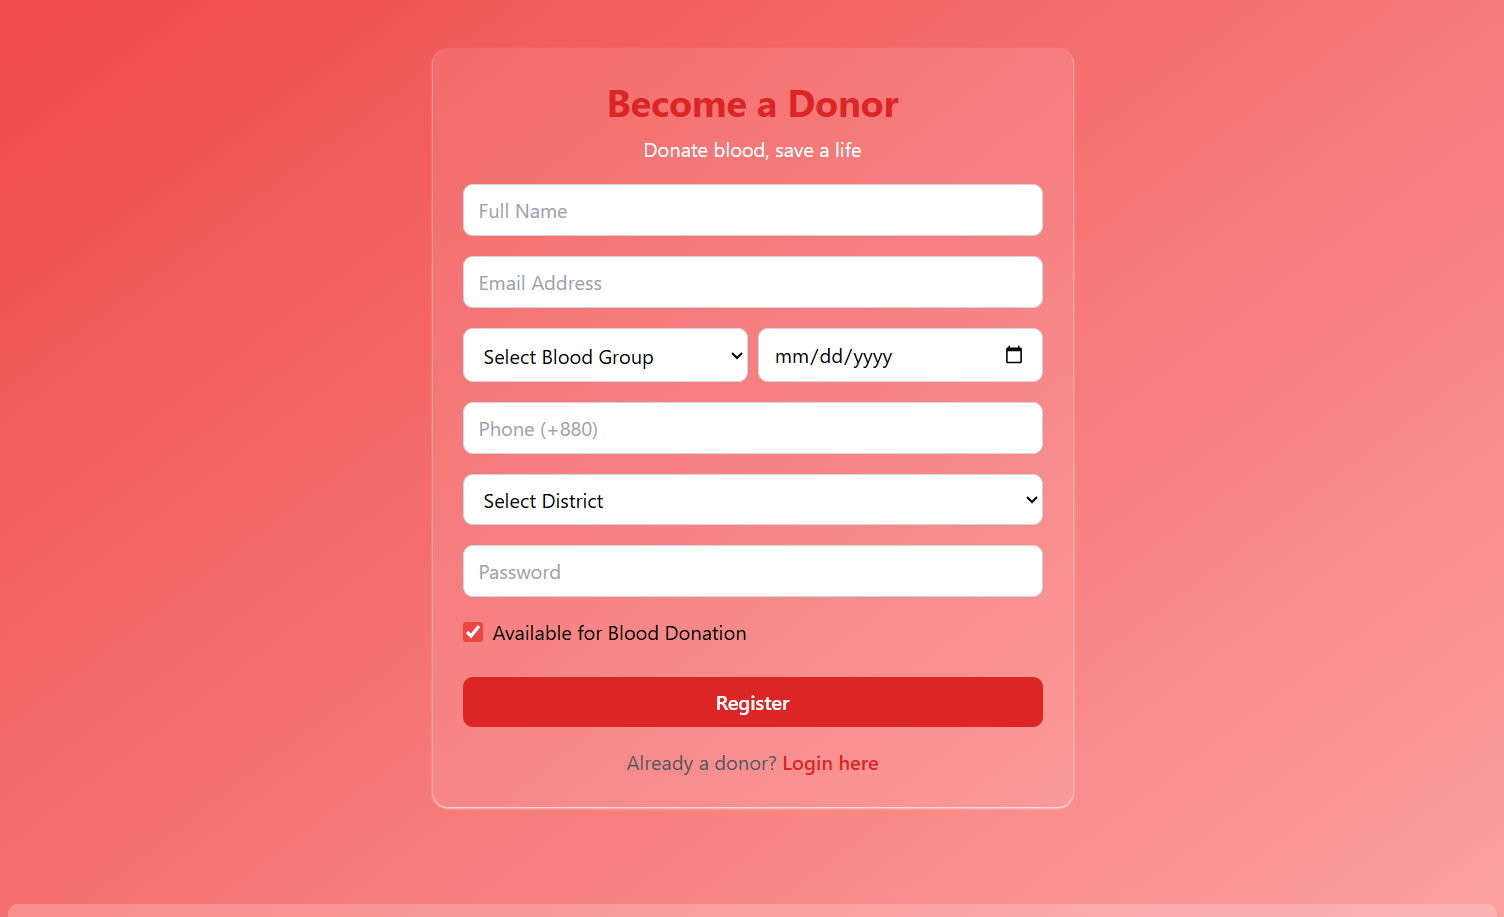 Become a Donor
Donate blood, save a life
Full Name
Email Address
Select Blood Group mm/dd/yyyy
Phone (+880)
Select District
Password
Available for Blood Donation
Register
Already a donor? Login here